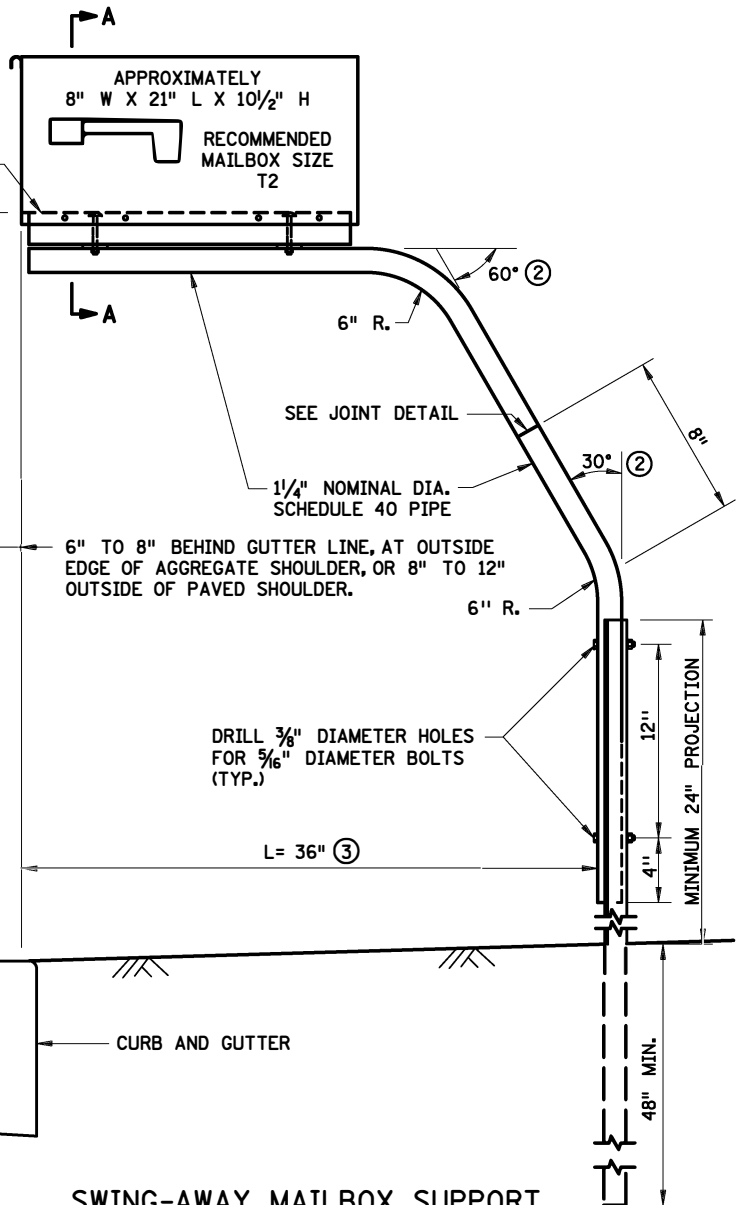 A
APPROXIMATELY
8" W X 21" L X 10½" H
RECOMMENDED
MAILBOX SIZE
T2
A
60° ②
6" R.
SEE JOINT DETAIL
8"
30° ②
1¼" NOMINAL DIA.
SCHEDULE 40 PIPE
6" TO 8" BEHIND GUTTER LINE, AT OUTSIDE
EDGE OF AGGREGATE SHOULDER, OR 8" TO 12"
OUTSIDE OF PAVED SHOULDER.
6" R.
DRILL ⅜" DIAMETER HOLES
FOR 5⁄16" DIAMETER BOLTS
(TYP.)
12"
MINIMUM 24" PROJECTION
L= 36" ③
4"
CURB AND GUTTER
48" MIN.
SWING-AWAY MAILBOX SUPPORT